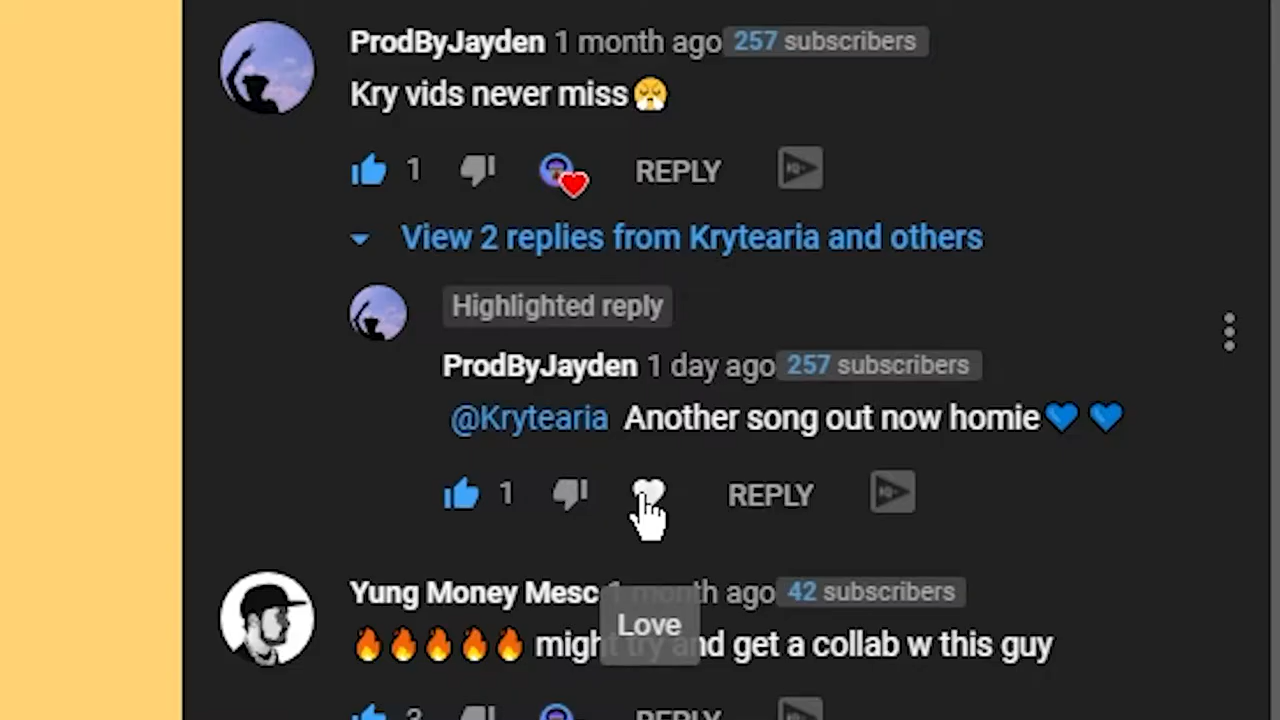 ProdByJayden 1 month ago 257 subscribers
Kry vids never miss😤
1 REPLY
View 2 replies from Krytearia and others
Highlighted reply
ProdByJayden 1 day ago 257 subscribers
@Krytearia Another song out now homie💙 💙
1 REPLY
Yung Money Mesc 1 month ago 42 subscribers
Love
🔥🔥🔥🔥🔥 might try and get a collab w this guy
3 REPLY